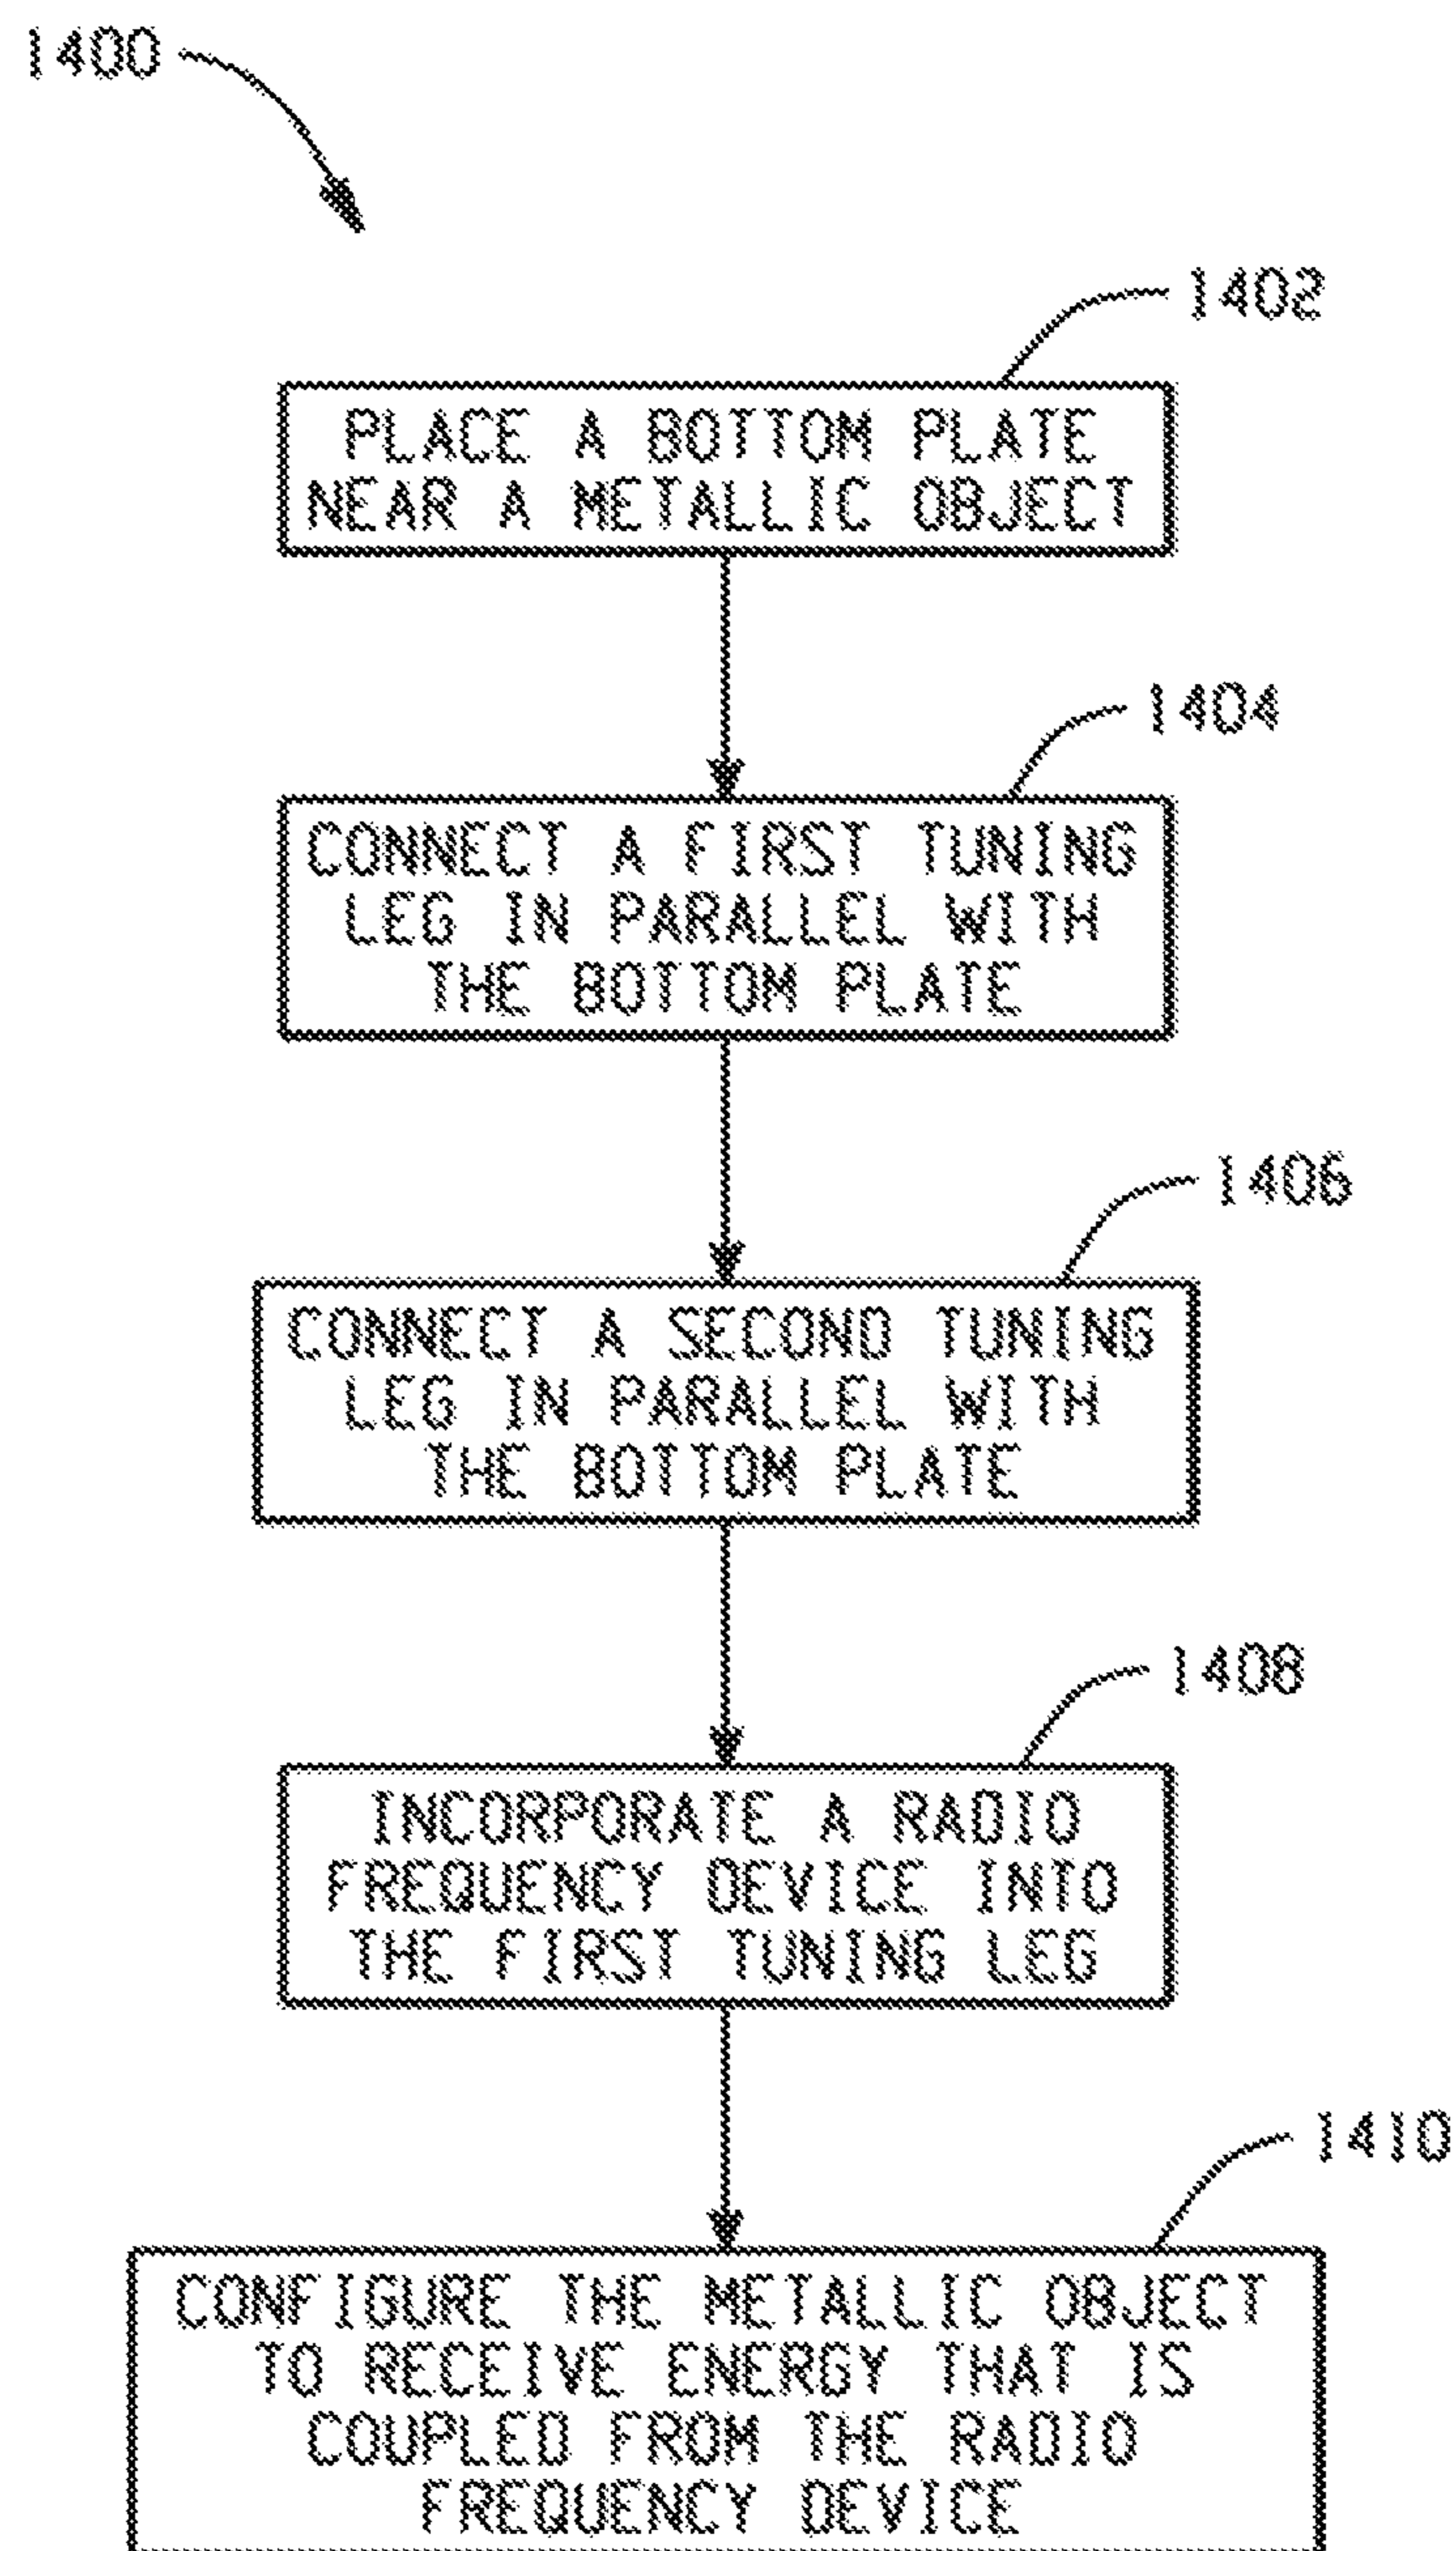 1400
1402
PLACE A BOTTOM PLATE
NEAR A METALLIC OBJECT
1404
CONNECT A FIRST TUNING
LEG IN PARALLEL WITH
THE BOTTOM PLATE
1406
CONNECT A SECOND TUNING
LEG IN PARALLEL WITH
THE BOTTOM PLATE
1408
INCORPORATE A RADIO
FREQUENCY DEVICE INTO
THE FIRST TUNING LEG
1410
CONFIGURE THE METALLIC OBJECT
TO RECEIVE ENERGY THAT IS
COUPLED FROM THE RADIO
FREQUENCY DEVICE